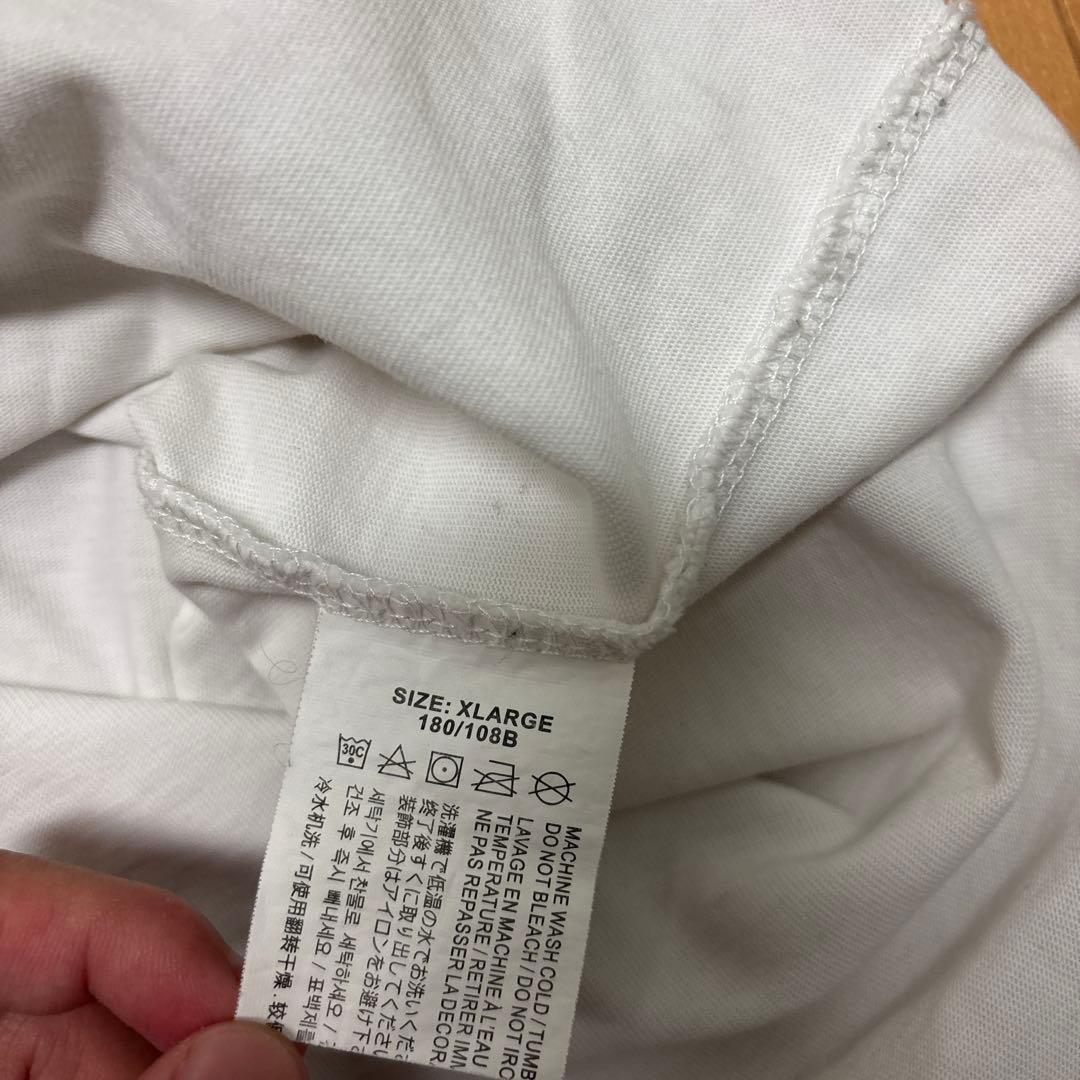 SIZE: XLARGE
180/108B
30C
MACHINE WASH COLD / TUMB
DO NOT BLEACH / DO NOT IRO
LAVAGE EN MACHINE À L'EAU
TEMPERATURE / RETIRER IMM
NE PAS REPASSER LA DECOR
洗濯機で低温の水でお洗いくだ
終了後すぐに取り出してくださ
装飾部分はアイロンをお避け下
세탁기에서 찬물로 세탁하세요 /
건조 후 즉시 빼내세요 / 표백제를
冷水机洗 / 可使用翻转干燥. 较